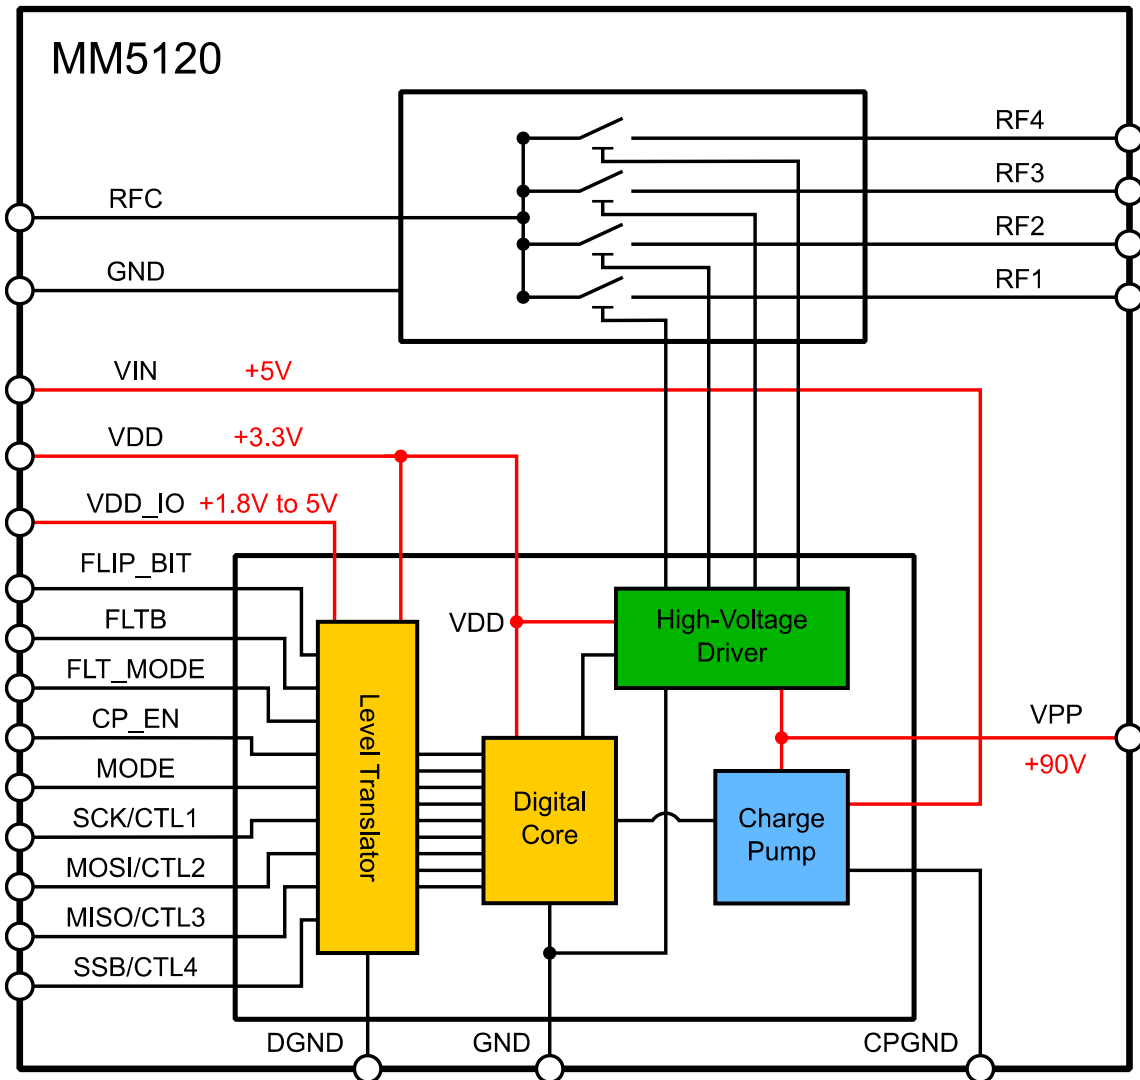 MM5120
RF4
RF3
RFC
RF2
GND
RF1
VIN +5V
VDD +3.3V
VDD_IO +1.8V to 5V
FLIP_BIT
FLTB
FLT_MODE
CP_EN
MODE
SCK/CTL1
MOSI/CTL2
MISO/CTL3
SSB/CTL4
VDD
High-Voltage
Driver
Level Translator
Digital
Core
Charge
Pump
VPP
+90V
DGND
GND
CPGND